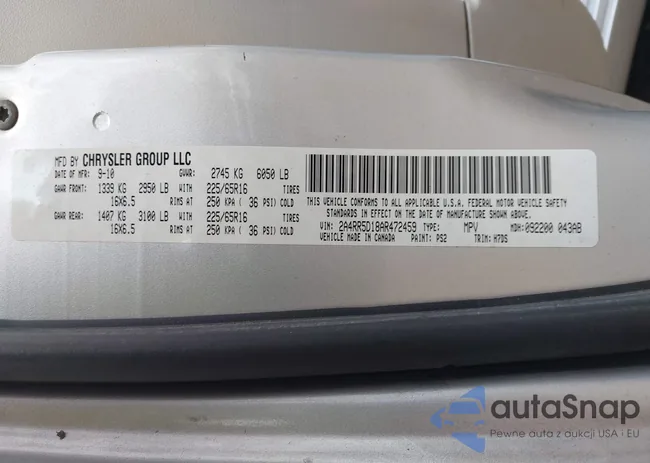 MFD BY CHRYSLER GROUP LLC
DATE OF MFR: 9-10 GVWR: 2745 KG 6050 LB
GAWR FRONT: 1339 KG 2950 LB WITH 225/65R16 TIRES
16X6.5 RIMS AT 250 KPA ( 36 PSI) COLD
GAWR REAR: 1407 KG 3100 LB WITH 225/65R16 TIRES
16X6.5 RIMS AT 250 KPA ( 36 PSI) COLD
THIS VEHICLE CONFORMS TO ALL APPLICABLE U.S.A. FEDERAL MOTOR VEHICLE SAFETY
STANDARDS IN EFFECT ON THE DATE OF MANUFACTURE SHOWN ABOVE.
VIN: 2A4RR5D18AR472459 TYPE: MPV MDH: 092200 043AB
VEHICLE MADE IN CANADA PAINT: PS2 TRIM: H7DS
autaSnap
Pewne auta z aukcji USA i EU